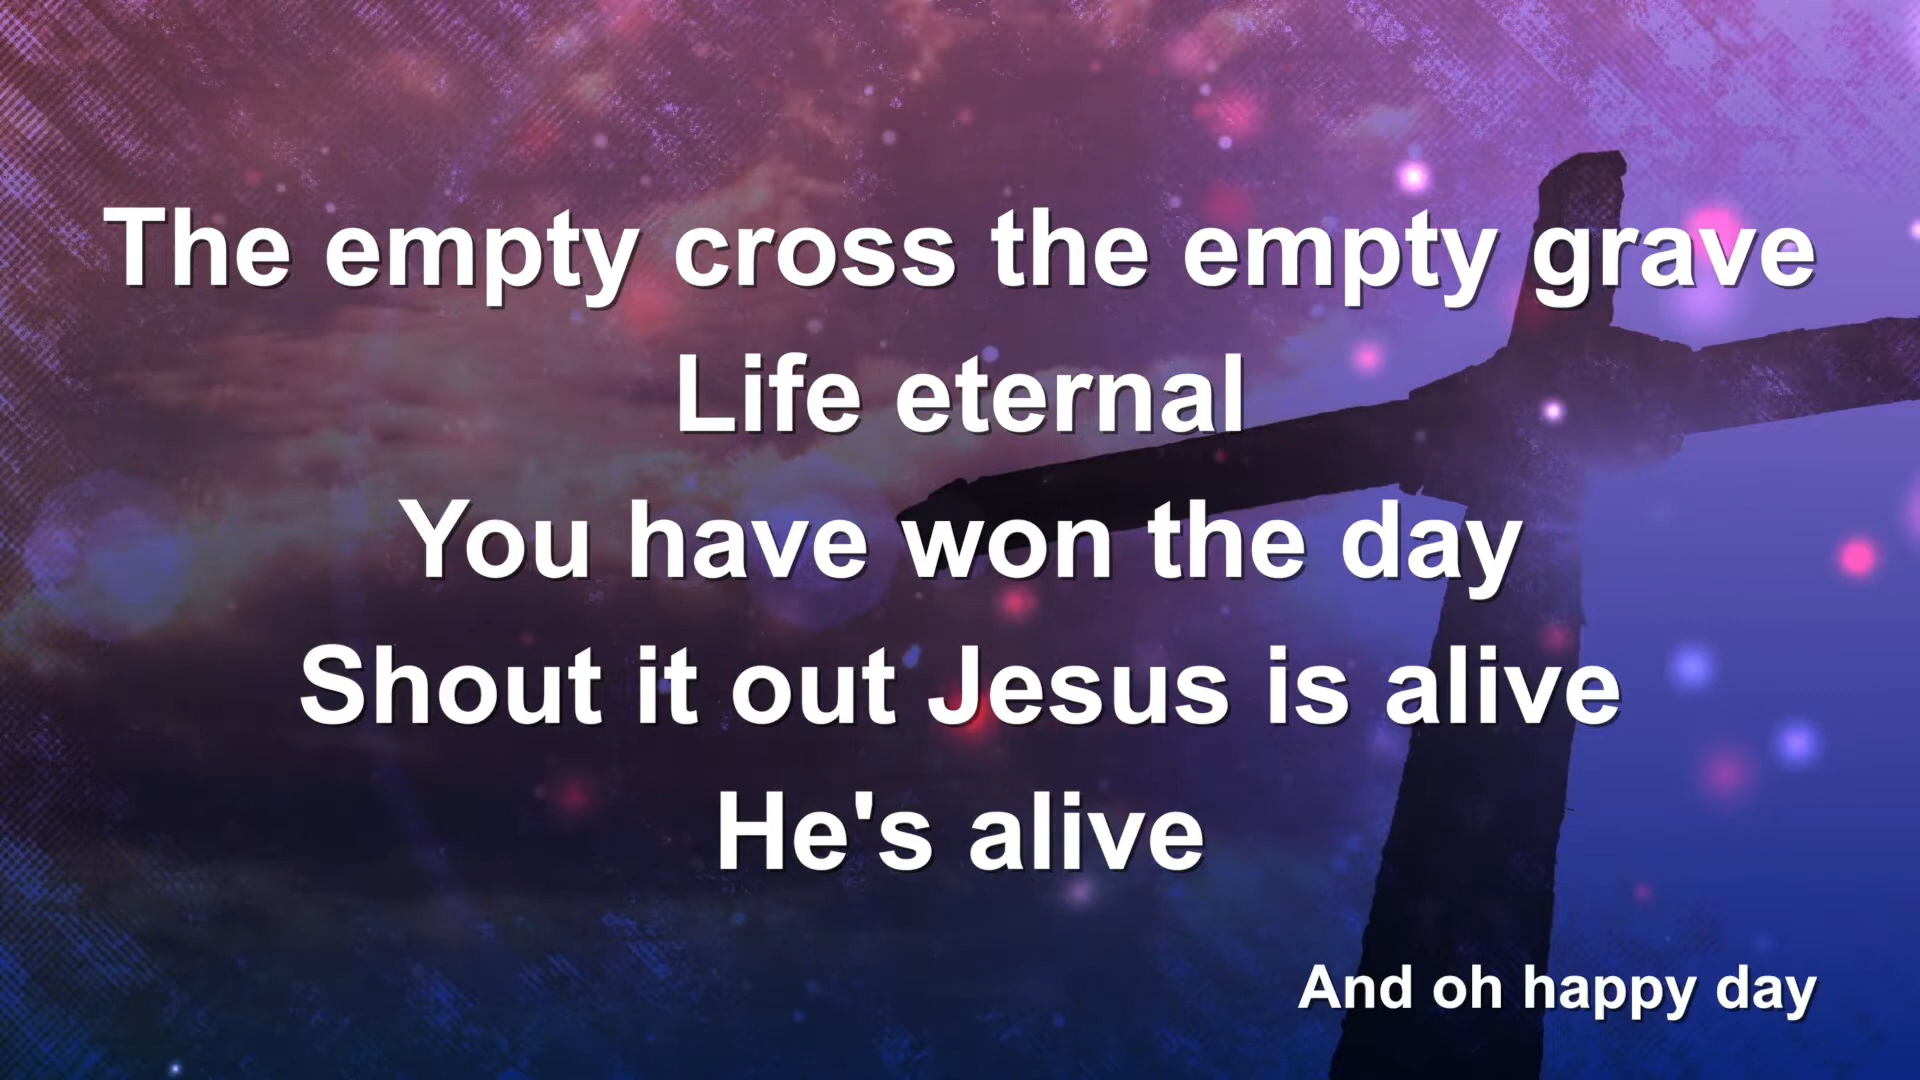 The empty cross the empty grave
Life eternal
You have won the day
Shout it out Jesus is alive
He's alive
And oh happy day